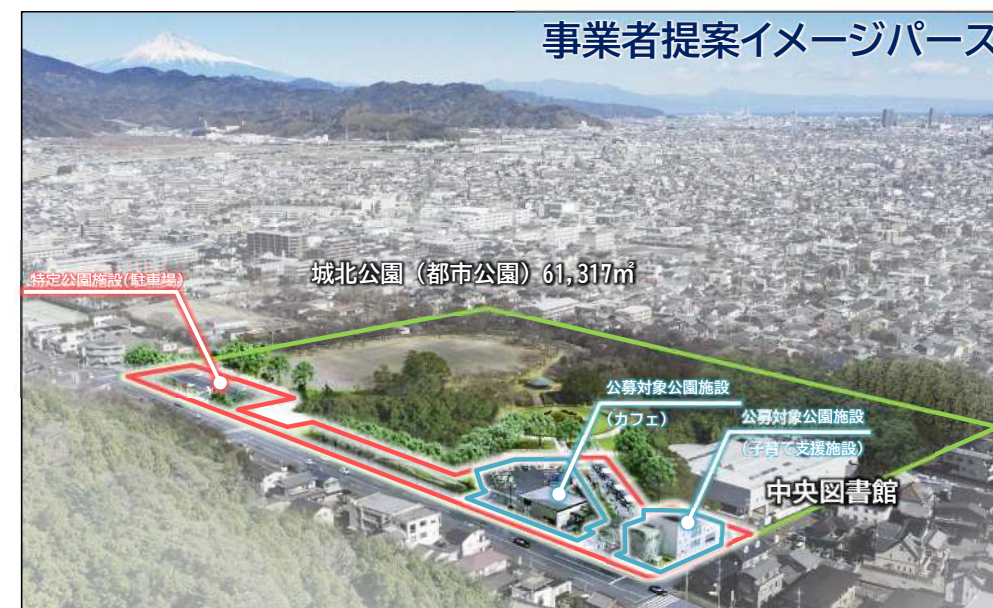 事業者提案イメージパース
城北公園（都市公園）61,317㎡
特定公園施設(駐車場)
公募対象公園施設
（カフェ）
公募対象公園施設
（子育て支援施設）
中央図書館